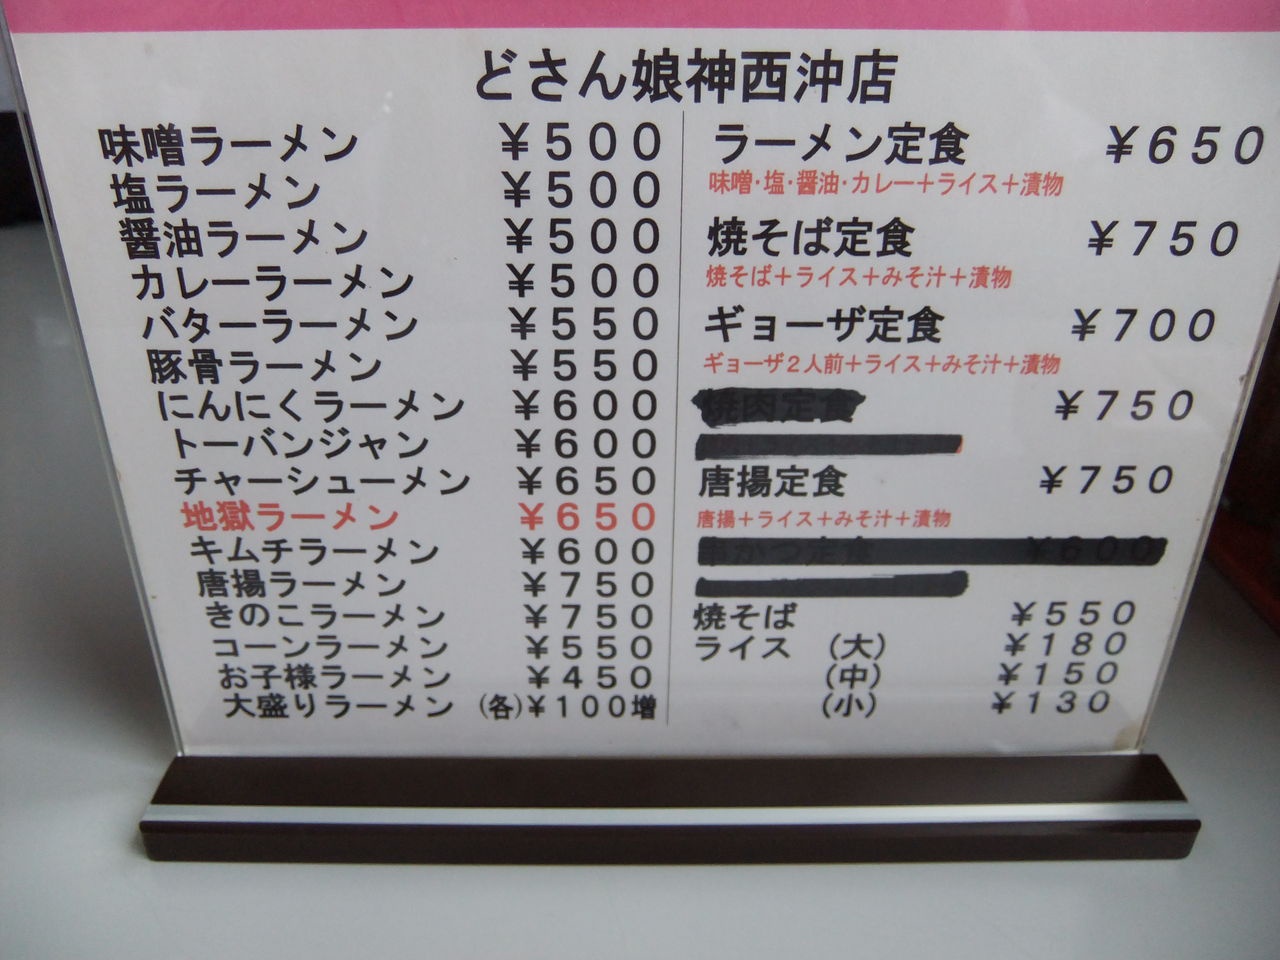 どさん娘神西沖店
味噌ラーメン ￥500
塩ラーメン ￥500
醤油ラーメン ￥500
カレーラーメン ￥500
バターラーメン ￥550
豚骨ラーメン ￥550
にんにくラーメン ￥600
トーバンジャン ￥600
チャーシューメン ￥650
地獄ラーメン ￥650
キムチラーメン ￥600
唐揚ラーメン ￥750
きのこラーメン ￥750
コーンラーメン ￥550
お子様ラーメン ￥450
大盛りラーメン (各)￥100増
ラーメン定食 ￥650
味噌・塩・醤油・カレー＋ライス＋漬物
焼そば定食 ￥750
焼そば＋ライス＋みそ汁＋漬物
ギョーザ定食 ￥700
ギョーザ2人前＋ライス＋みそ汁＋漬物
焼肉定食 ￥750
唐揚定食 ￥750
唐揚＋ライス＋みそ汁＋漬物
串かつ定食 ￥600
焼そば ￥550
ライス (大) ￥180
(中) ￥150
(小) ￥130